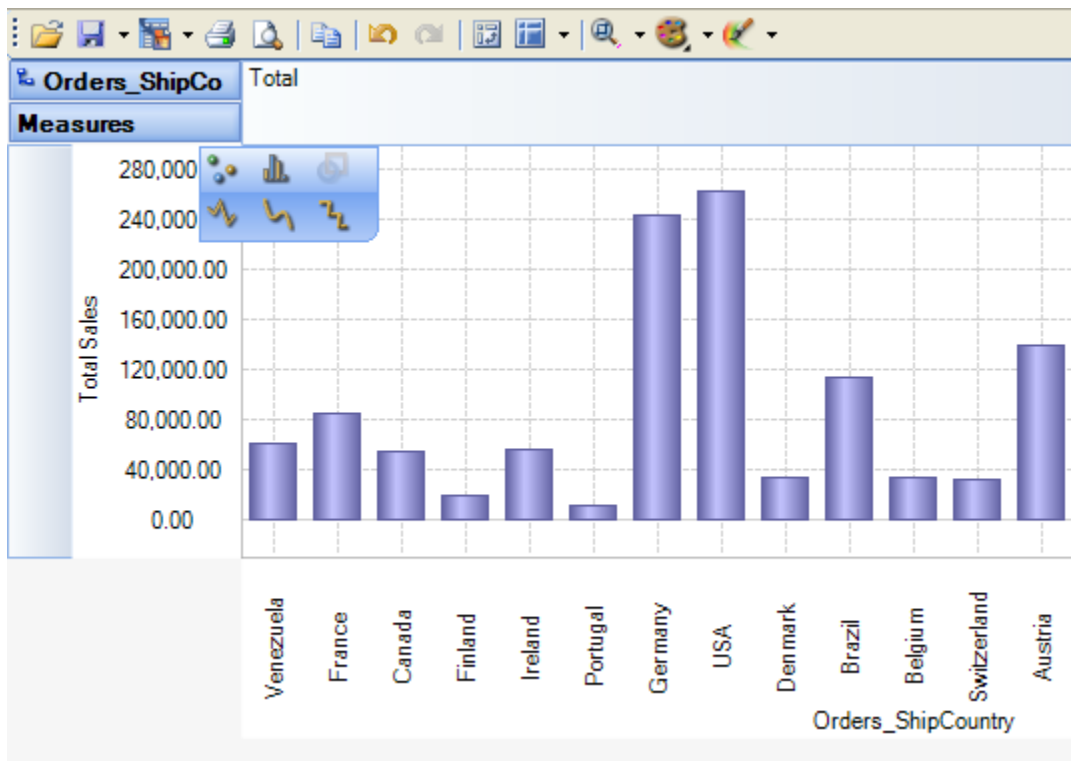 Orders_ShipCo
Total
Measures
Total Sales
280,000
240,000
200,000.00
160,000.00
120,000.00
80,000.00
40,000.00
0.00
Venezuela
France
Canada
Finland
Ireland
Portugal
Germany
USA
Denmark
Brazil
Belgium
Switzerland
Austria
Orders_ShipCountry